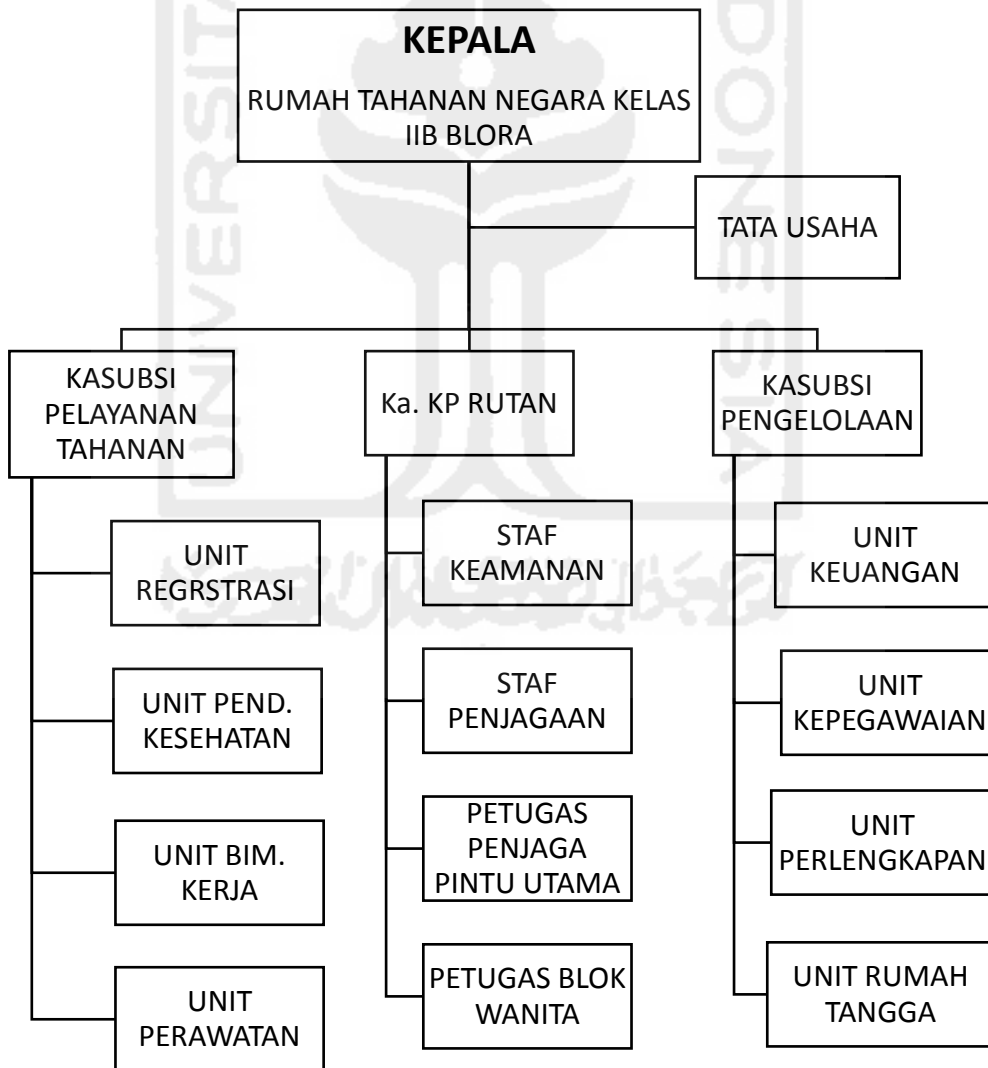 KEPALA
RUMAH TAHANAN NEGARA KELAS
IIB BLORA
TATA USAHA
KASUBSI
PELAYANAN
TAHANAN
Ka. KP RUTAN
KASUBSI
PENGELOLAAN
UNIT
REGRSTRASI
UNIT PEND.
KESEHATAN
UNIT BIM.
KERJA
UNIT
PERAWATAN
STAF
KEAMANAN
STAF
PENJAGAAN
PETUGAS
PENJAGA
PINTU UTAMA
PETUGAS BLOK
WANITA
UNIT
KEUANGAN
UNIT
KEPEGAWAIAN
UNIT
PERLENGKAPAN
UNIT RUMAH
TANGGA